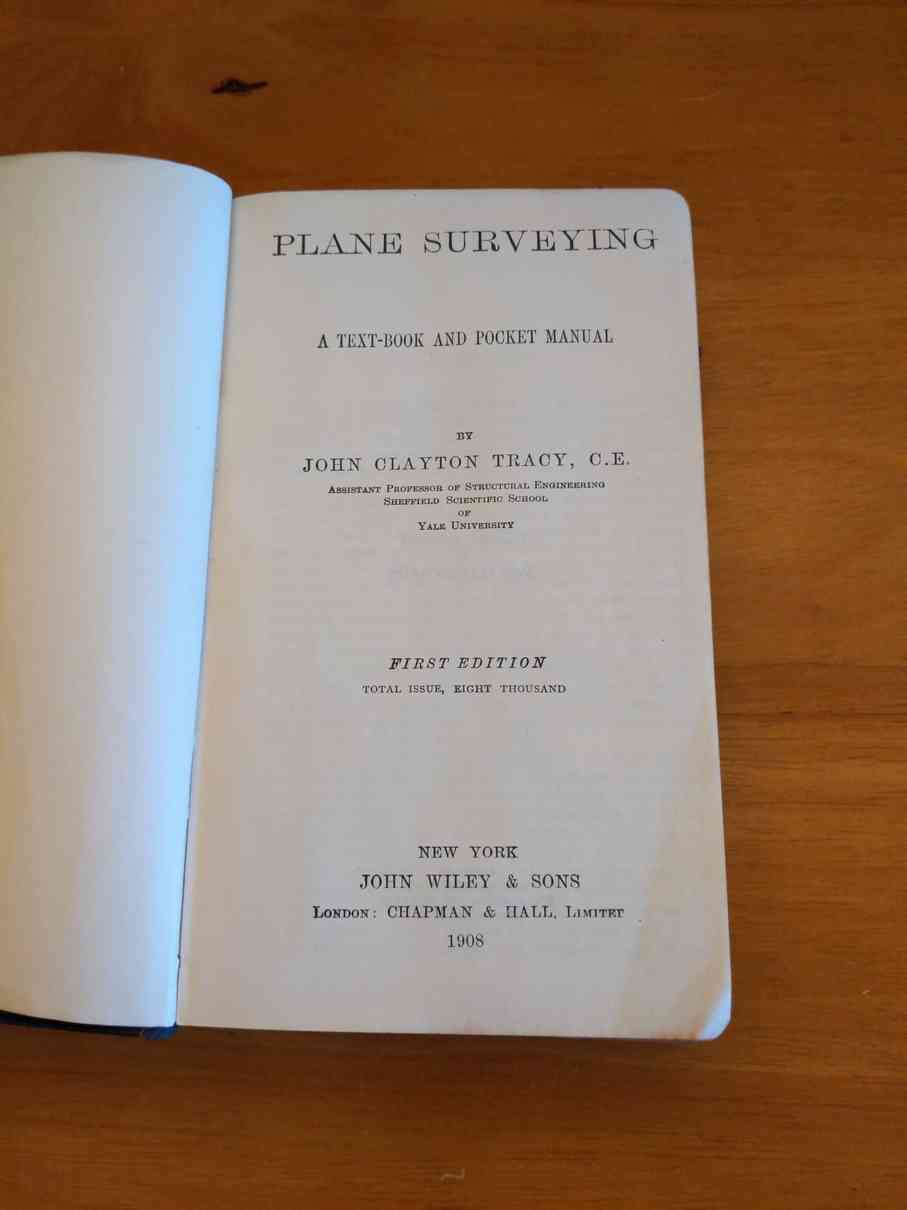 PLANE SURVEYING
A TEXT-BOOK AND POCKET MANUAL
BY
JOHN CLAYTON TRACY, C.E.
Assistant Professor of Structural Engineering
Sheffield Scientific School
of
Yale University
FIRST EDITION
TOTAL ISSUE, EIGHT THOUSAND
NEW YORK
JOHN WILEY & SONS
London: CHAPMAN & HALL, Limited
1908